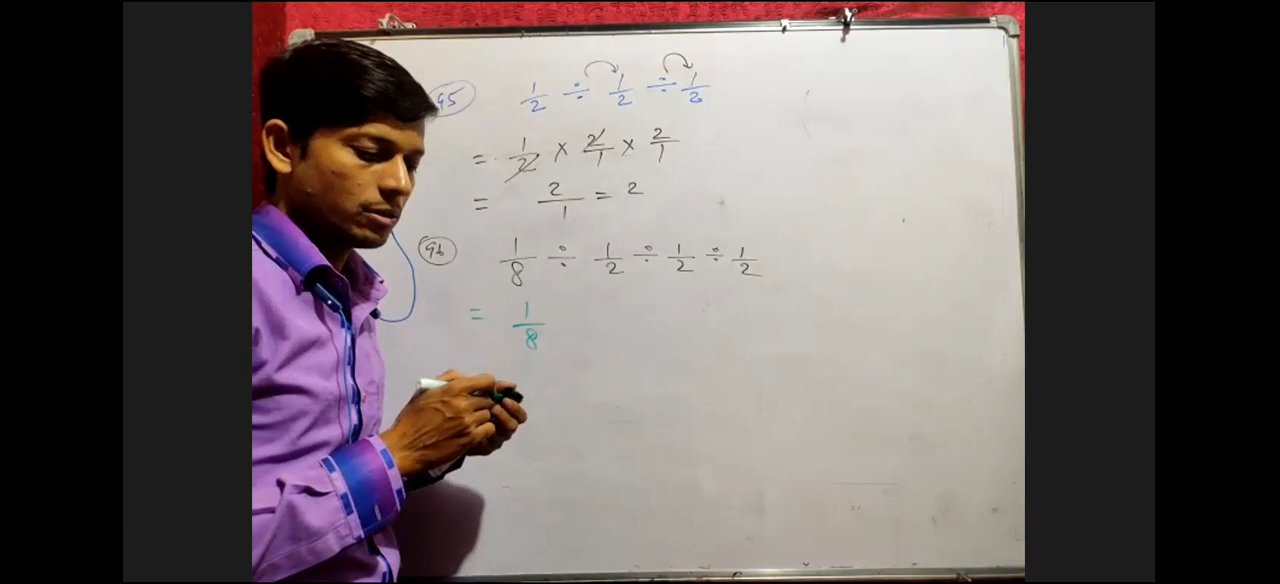 95 1/2 ÷ 1/2 ÷ 1/2
= 1/2 × 2/1 × 2/1
= 2/1 = 2
96 1/8 ÷ 1/2 ÷ 1/2 ÷ 1/2
= 1/8